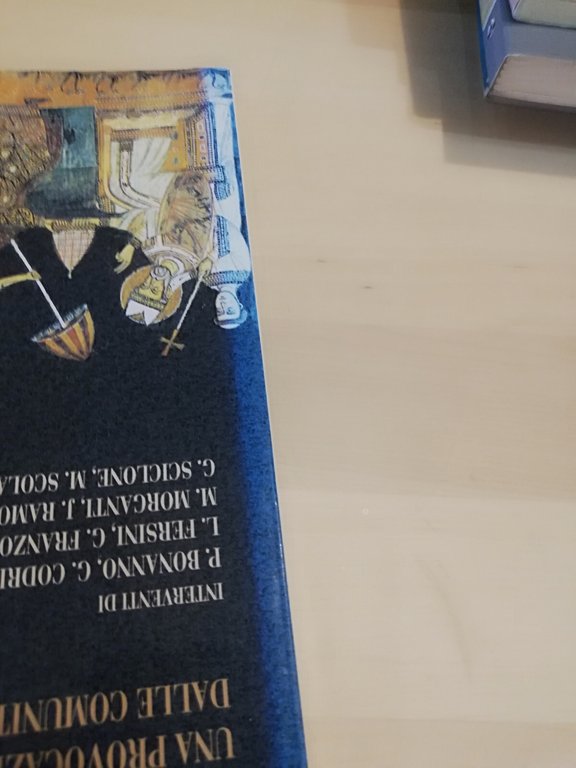 UNA PROVOCAZ
DALLE COMUNIT
INTERVENTI DI
P. BONANNO, G. CODRI
L. FERSINI, G. FRANZO
M. MORGANTI, J. RAMO
G. SCICLONE, M. SCOLA